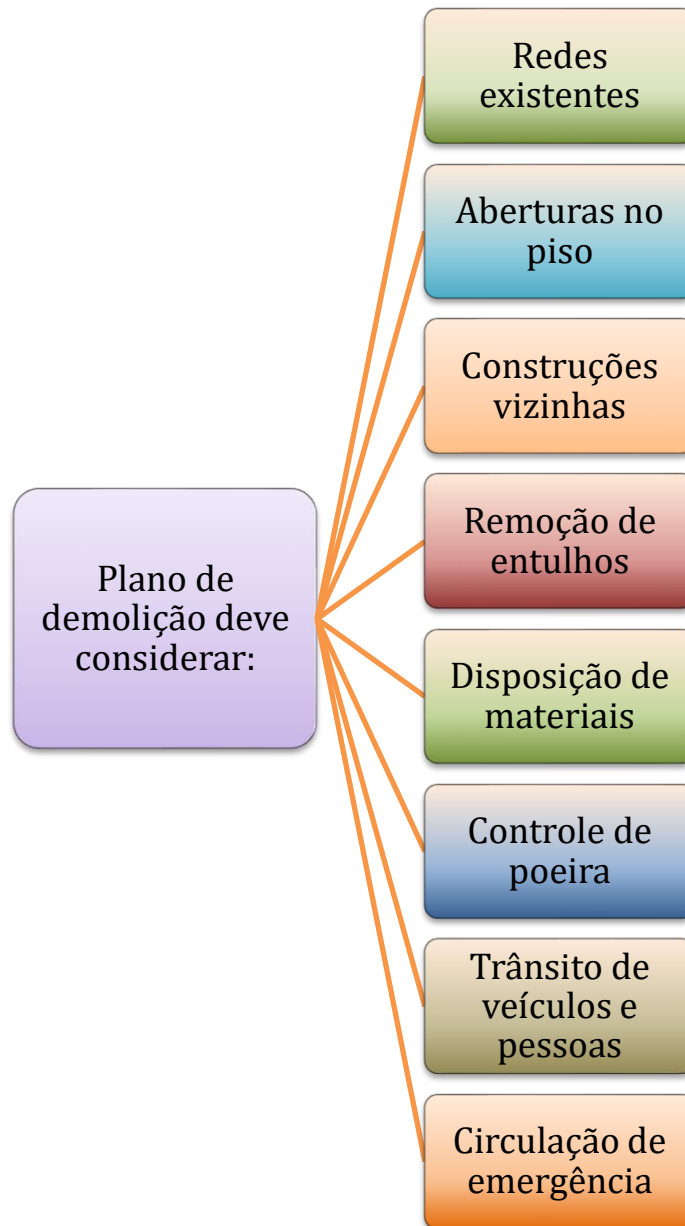 Redes
existentes
Aberturas no
piso
Construções
vizinhas
Remoção de
entulhos
Plano de
demolição deve
considerar:
Disposição de
materiais
Controle de
poeira
Trânsito de
veículos e
pessoas
Circulação de
emergência